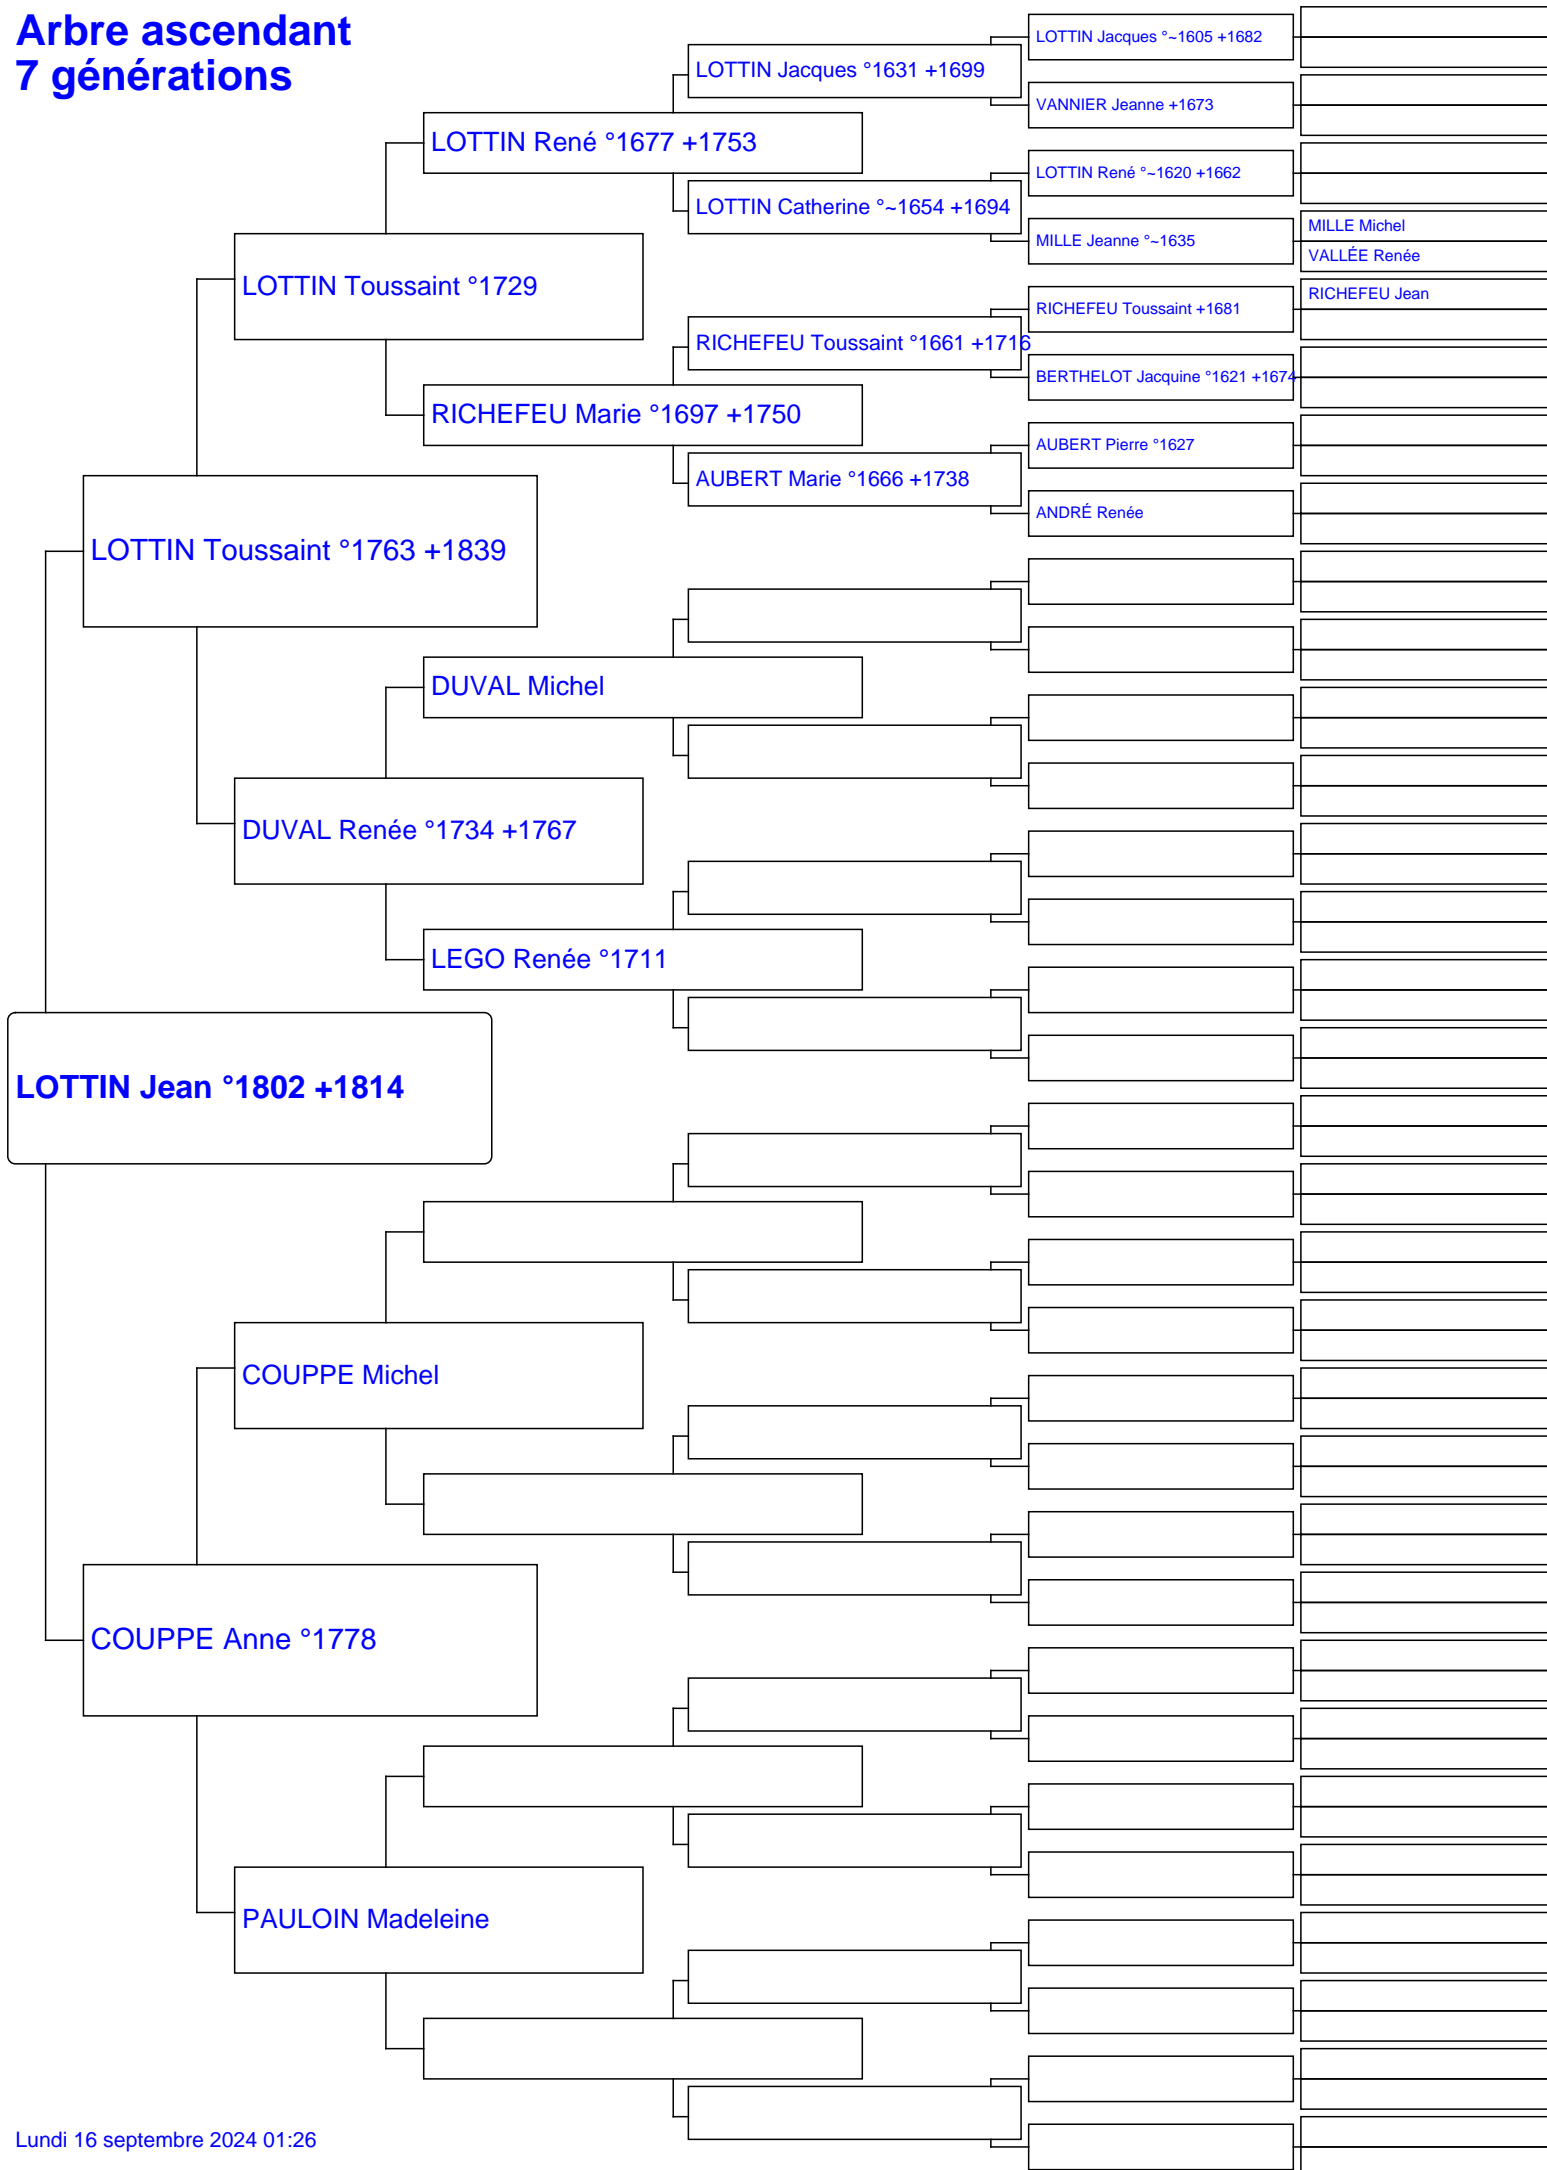 Arbre ascendant
7 générations
LOTTIN Jacques °~1605 +1682
LOTTIN Jacques °1631 +1699
VANNIER Jeanne +1673
LOTTIN René °1677 +1753
LOTTIN René °~1620 +1662
LOTTIN Catherine °~1654 +1694
MILLE Michel
MILLE Jeanne °~1635
VALLÉE Renée
LOTTIN Toussaint °1729
RICHEFEU Jean
RICHEFEU Toussaint +1681
RICHEFEU Toussaint °1661 +1716
BERTHELOT Jacquine °1621 +1674
RICHEFEU Marie °1697 +1750
AUBERT Pierre °1627
AUBERT Marie °1666 +1738
ANDRÉ Renée
LOTTIN Toussaint °1763 +1839
DUVAL Michel
DUVAL Renée °1734 +1767
LEGO Renée °1711
LOTTIN Jean °1802 +1814
COUPPE Michel
COUPPE Anne °1778
PAULOIN Madeleine
Lundi 16 septembre 2024 01:26